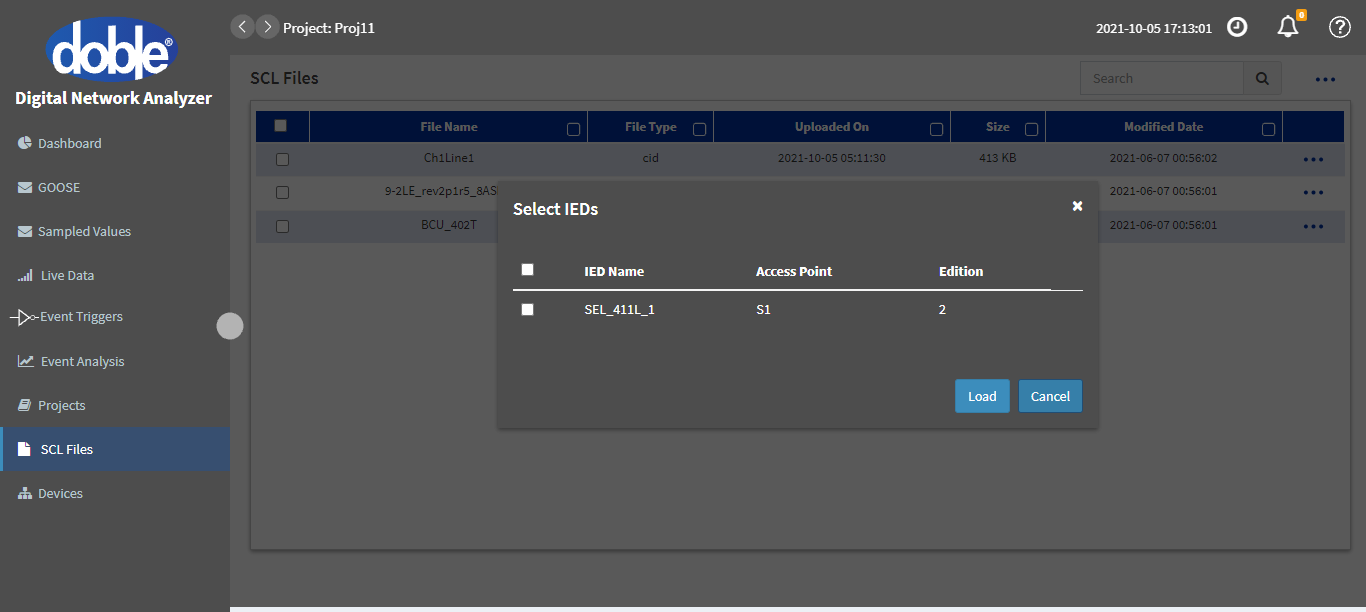 doble®
Digital Network Analyzer
Dashboard
GOOSE
Sampled Values
Live Data
Event Triggers
Event Analysis
Projects
SCL Files
Devices
Project: Proj11
2021-10-05 17:13:01
0
SCL Files
Search
File Name File Type Uploaded On Size Modified Date
Ch1Line1 cid 2021-10-05 05:11:30 413 KB 2021-06-07 00:56:02
9-2LE_rev2p1r5_8AS 2021-06-07 00:56:01
BCU_402T 2021-06-07 00:56:01
Select IEDs
IED Name Access Point Edition
SEL_411L_1 S1 2
Load Cancel